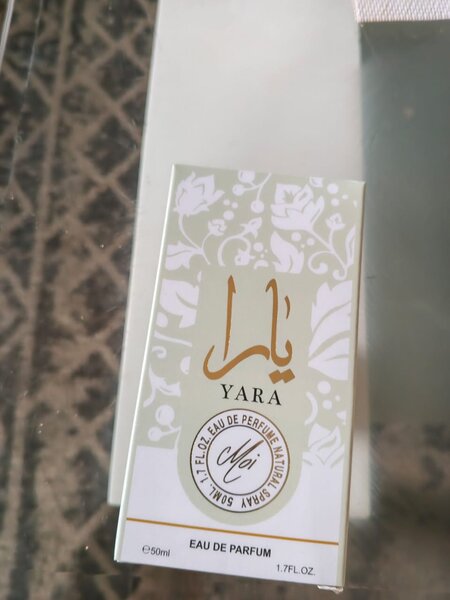 يارا
YARA
EAU DE PERFUME NATURAL SPRAY 50ML. 1.7 FL.OZ.
Moi
EAU DE PARFUM
℮50ml
1.7FL.OZ.